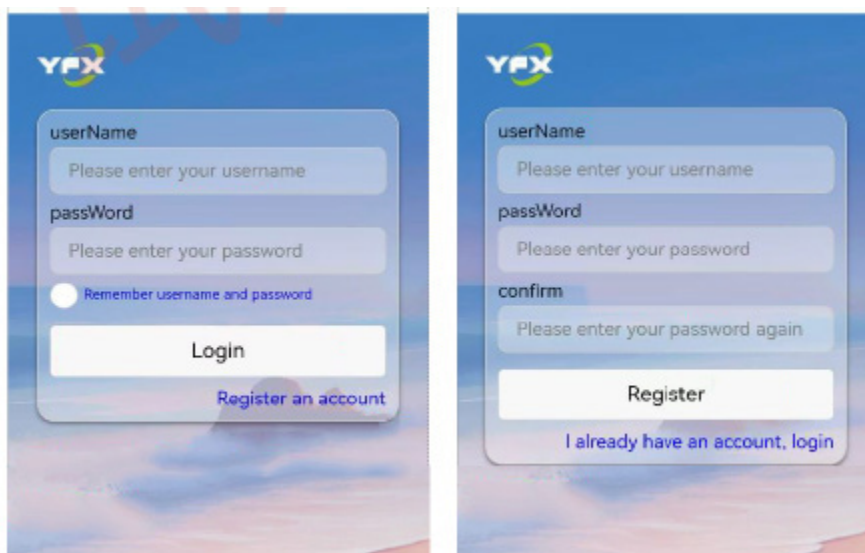 YFX
userName
Please enter your username
passWord
Please enter your password
Remember username and password
Login
Register an account
YFX
userName
Please enter your username
passWord
Please enter your password
confirm
Please enter your password again
Register
I already have an account, login